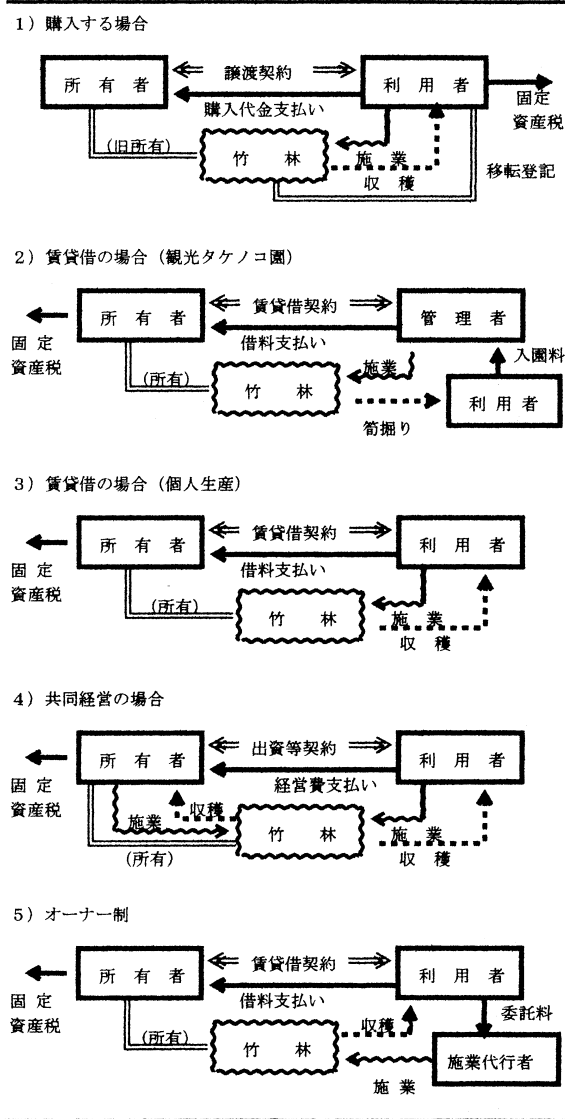 1）購入する場合
所 有 者
譲渡契約
利 用 者
購入代金支払い
固定
資産税
(旧所有)
竹 林
施 業
収 穫
移転登記
2）賃貸借の場合（観光タケノコ園）
所 有 者
賃貸借契約
管 理 者
固 定
資産税
借料支払い
入園料
(所有)
竹 林
施業
利 用 者
筍掘り
3）賃貸借の場合（個人生産）
所 有 者
賃貸借契約
利 用 者
固 定
資産税
借料支払い
(所有)
竹 林
施 業
収 穫
4）共同経営の場合
所 有 者
出資等契約
利 用 者
固 定
資産税
経営費支払い
収穫
施業
竹 林
施 業
収 穫
(所有)
5）オーナー制
所 有 者
賃貸借契約
利 用 者
固 定
資産税
借料支払い
委託料
(所有)
竹 林
収穫
施業代行者
施 業